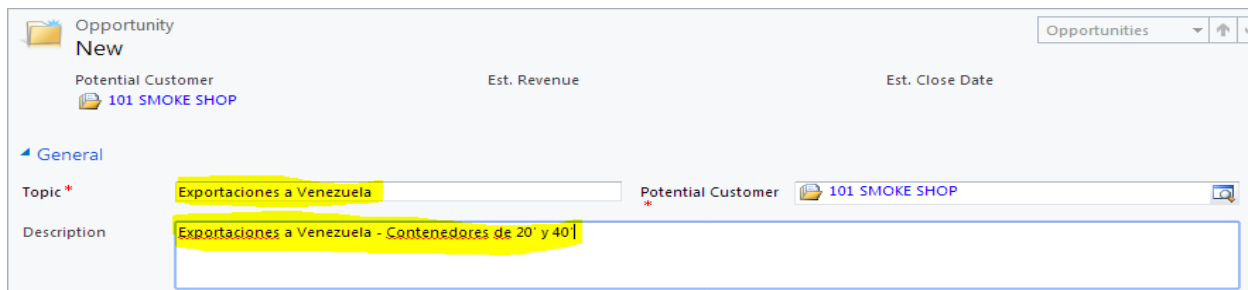 Opportunity
New
Opportunities
Potential Customer
Est. Revenue
Est. Close Date
101 SMOKE SHOP
General
Topic *
Exportaciones a Venezuela
Potential Customer *
101 SMOKE SHOP
Description
Exportaciones a Venezuela - Contenedores de 20' y 40'